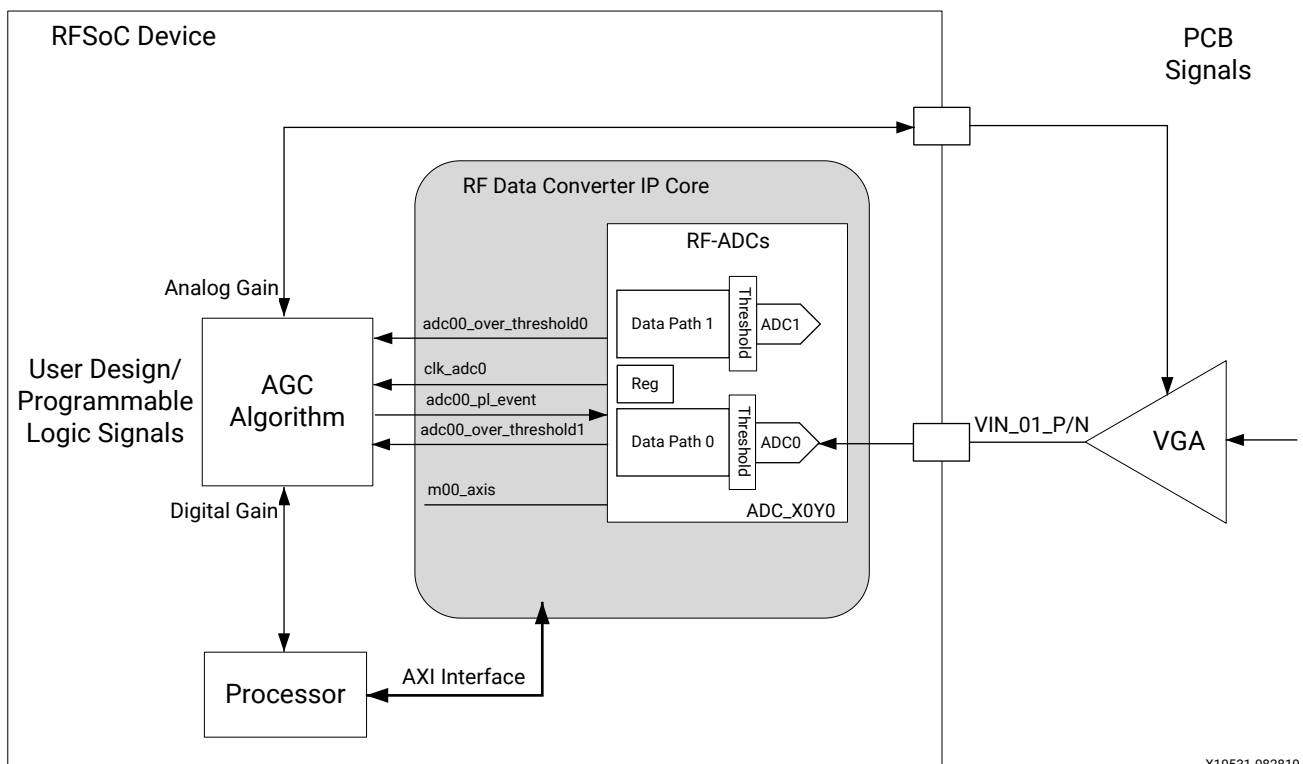 RFSoC Device
PCB
Signals
RF Data Converter IP Core
RF-ADCs
Analog Gain
adc00_over_threshold0
Data Path 1
Threshold
ADC1
User Design/
Programmable
Logic Signals
AGC
Algorithm
clk_adc0
Reg
adc00_pl_event
adc00_over_threshold1
Data Path 0
Threshold
ADC0
VIN_01_P/N
VGA
m00_axis
ADC_X0Y0
Digital Gain
Processor
AXI Interface
X19531-082819